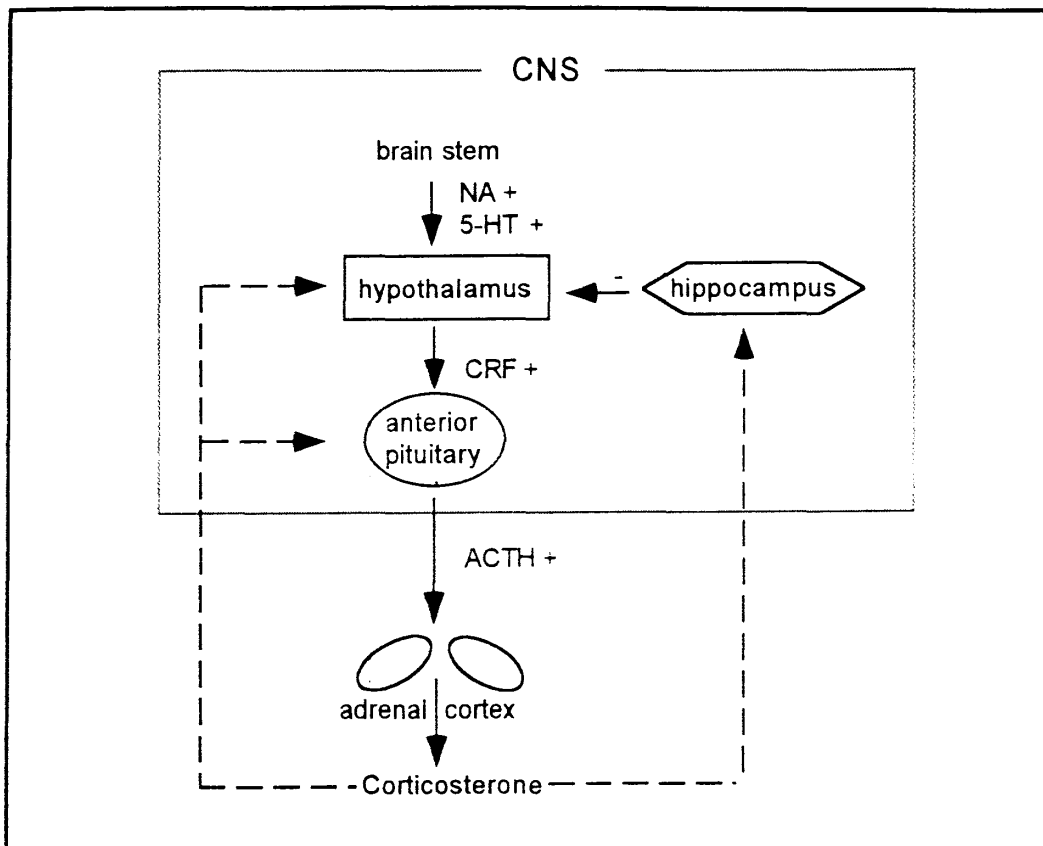 CNS
brain stem
NA +
5-HT +
hypothalamus
-
hippocampus
CRF +
anterior
pituitary
ACTH +
adrenal cortex
Corticosterone